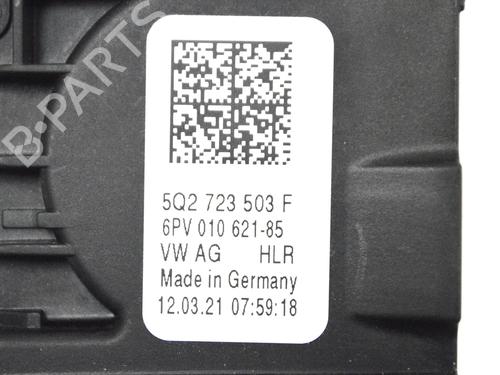 B-PARTS
5Q2 723 503 F
6PV 010 621-85
VW AG HLR
Made in Germany
12.03.21 07:59:18